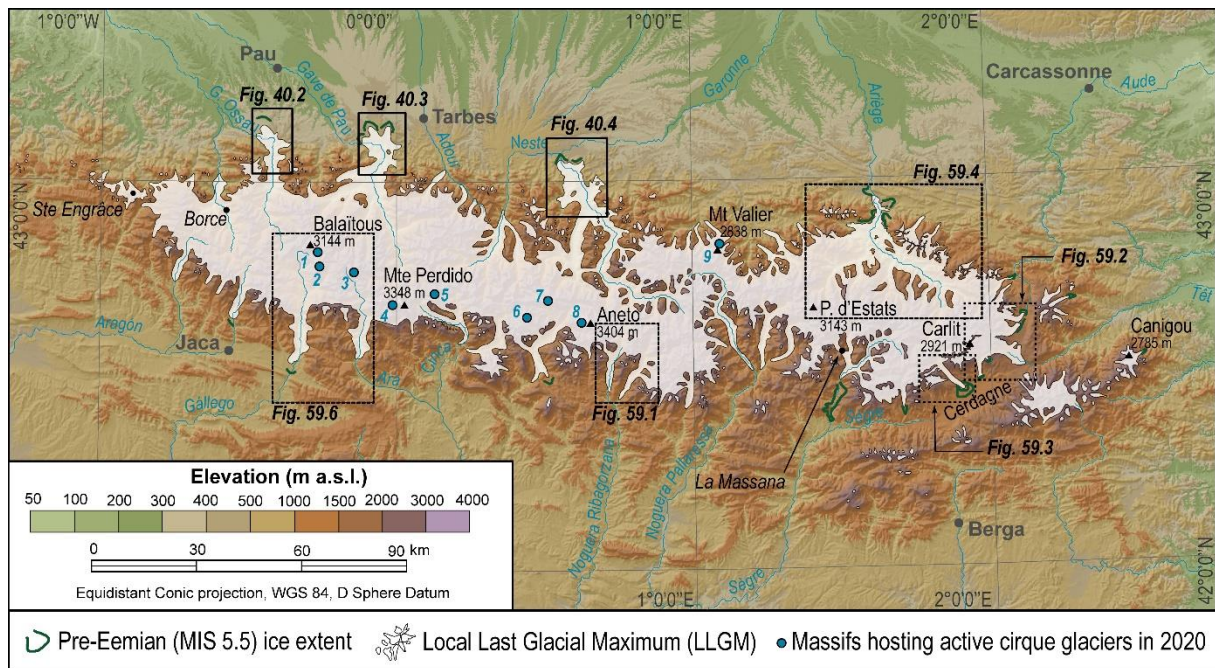 1°0'0"W
0°0'0"
1°0'0"E
2°0'0"E
Pau
Carcassonne
Aude
Fig. 40.2
Gave de Pau
Fig. 40.3
Tarbes
Garonne
Ariège
G. Ossau
Adour
Neste
Fig. 40.4
Fig. 59.4
43°0'0"N
43°0'0"N
Ste Engrâce
Borce
Balaïtous
3144 m
Mt Valier
2838 m
9
1
2
3
Mte Perdido
3348 m
4
5
6
7
8
Aneto
3404 m
P. d'Estats
3143 m
Fig. 59.2
Têt
Carlit
2921 m
Canigou
2785 m
Aragon
Jaca
Gállego
Ara
Cinca
Fig. 59.6
Fig. 59.1
Segre
Cerdagne
Fig. 59.3
La Massana
Noguera Ribagorzana
Noguera Pallaresa
Sègre
Berga
42°0'0"N
1°0'0"E
2°0'0"E
Elevation (m a.s.l.)
50 100 200 300 400 500 1000 1500 2000 3000 4000
0 30 60 90 km
Equidistant Conic projection, WGS 84, D Sphere Datum
Pre-Eemian (MIS 5.5) ice extent
Local Last Glacial Maximum (LLGM)
Massifs hosting active cirque glaciers in 2020